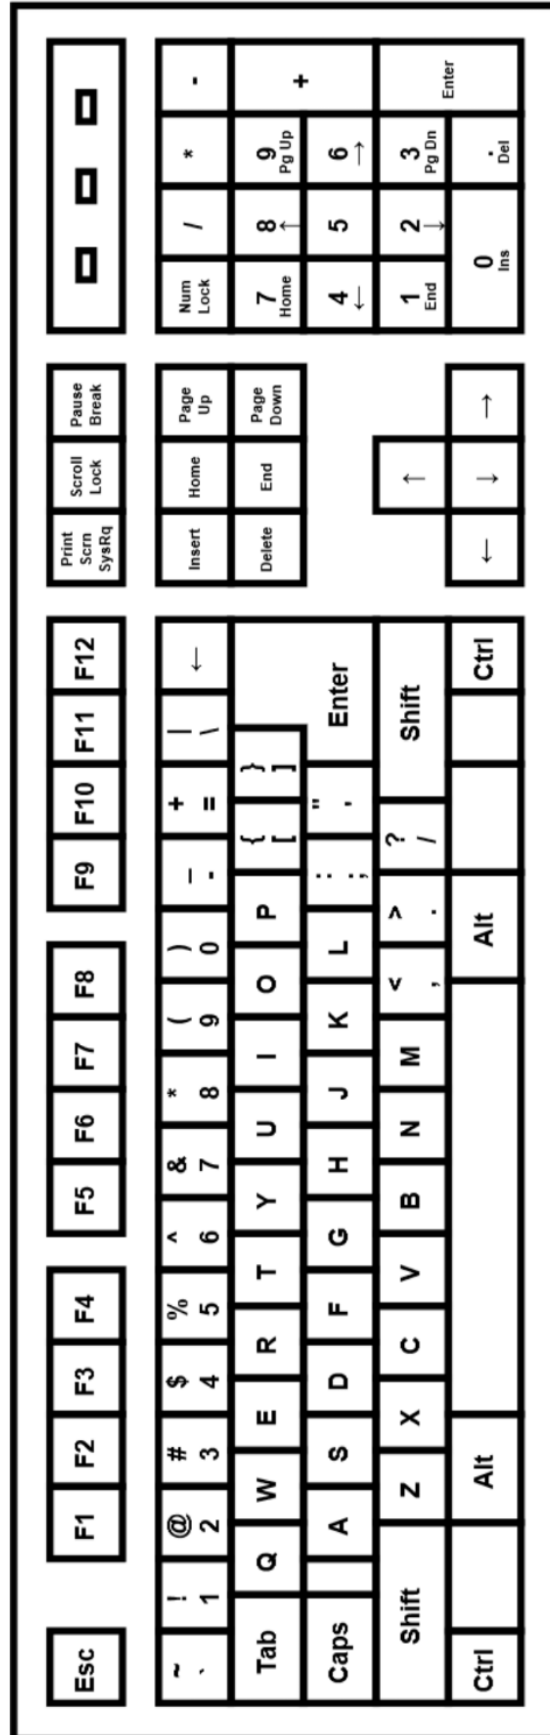 Esc F1 F2 F3 F4 F5 F6 F7 F8 F9 F10 F11 F12 Print Scrn SysRq Scroll Lock Pause Break
~ ! @ # $ % ^ & * ( ) _ + |
` 1 2 3 4 5 6 7 8 9 0 - = \ ← Insert Home Page Up Num Lock / * -
Tab Q W E R T Y U I O P { [ } ] Delete End Page Down 7 Home 8 ↑ 9 Pg Up +
Caps A S D F G H J K L : ; " ' Enter 4 ← 5 6 →
Shift Z X C V B N M < , > . ? / Shift ↑ 1 End 2 ↓ 3 Pg Dn Enter
Ctrl Alt Alt Ctrl ← ↓ → 0 Ins . Del